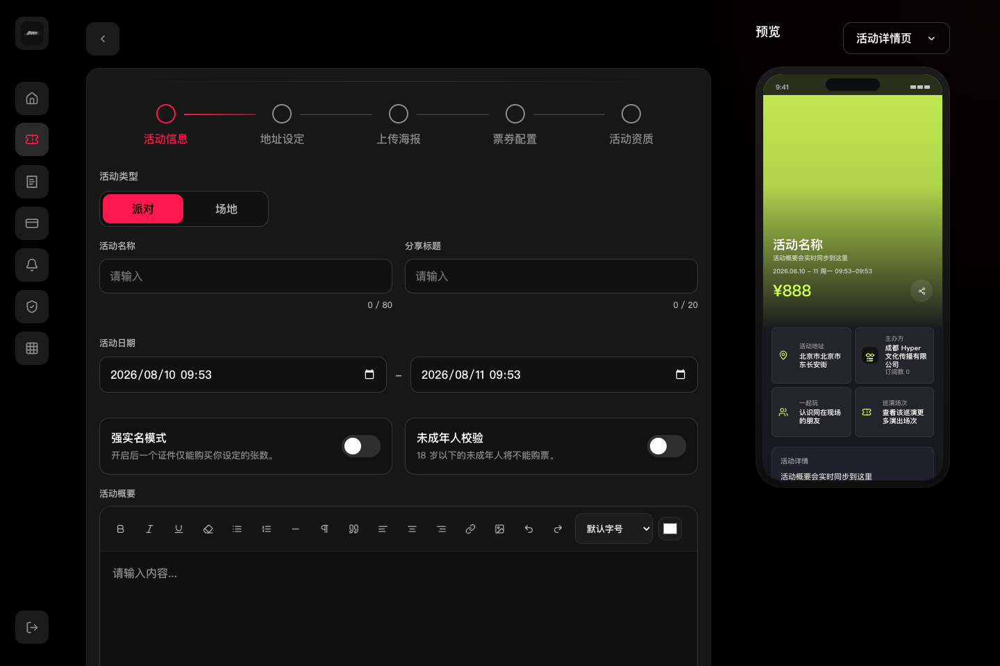 预览
活动详情页
活动信息
地址设定
上传海报
票券配置
活动资质
活动类型
派对
场地
活动名称
分享标题
请输入
请输入
0 / 80
0 / 20
活动日期
2026/08/10 09:53
–
2026/08/11 09:53
强实名模式
开启后一个证件仅能购买你设定的张数。
未成年人校验
18 岁以下的未成年人将不能购票。
活动概要
默认字号
请输入内容...
9:41
活动名称
活动概要会实时同步到这里
2026.08.10 – 11 周一 09:53–09:53
¥888
活动地址
北京市北京市
东长安街
主办方
成都 Hyper
文化传播有限
公司
订阅数 0
一起玩
认识同在现场
的朋友
巡演场次
查看该巡演更
多演出场次
活动详情
活动概要会实时同步到这里